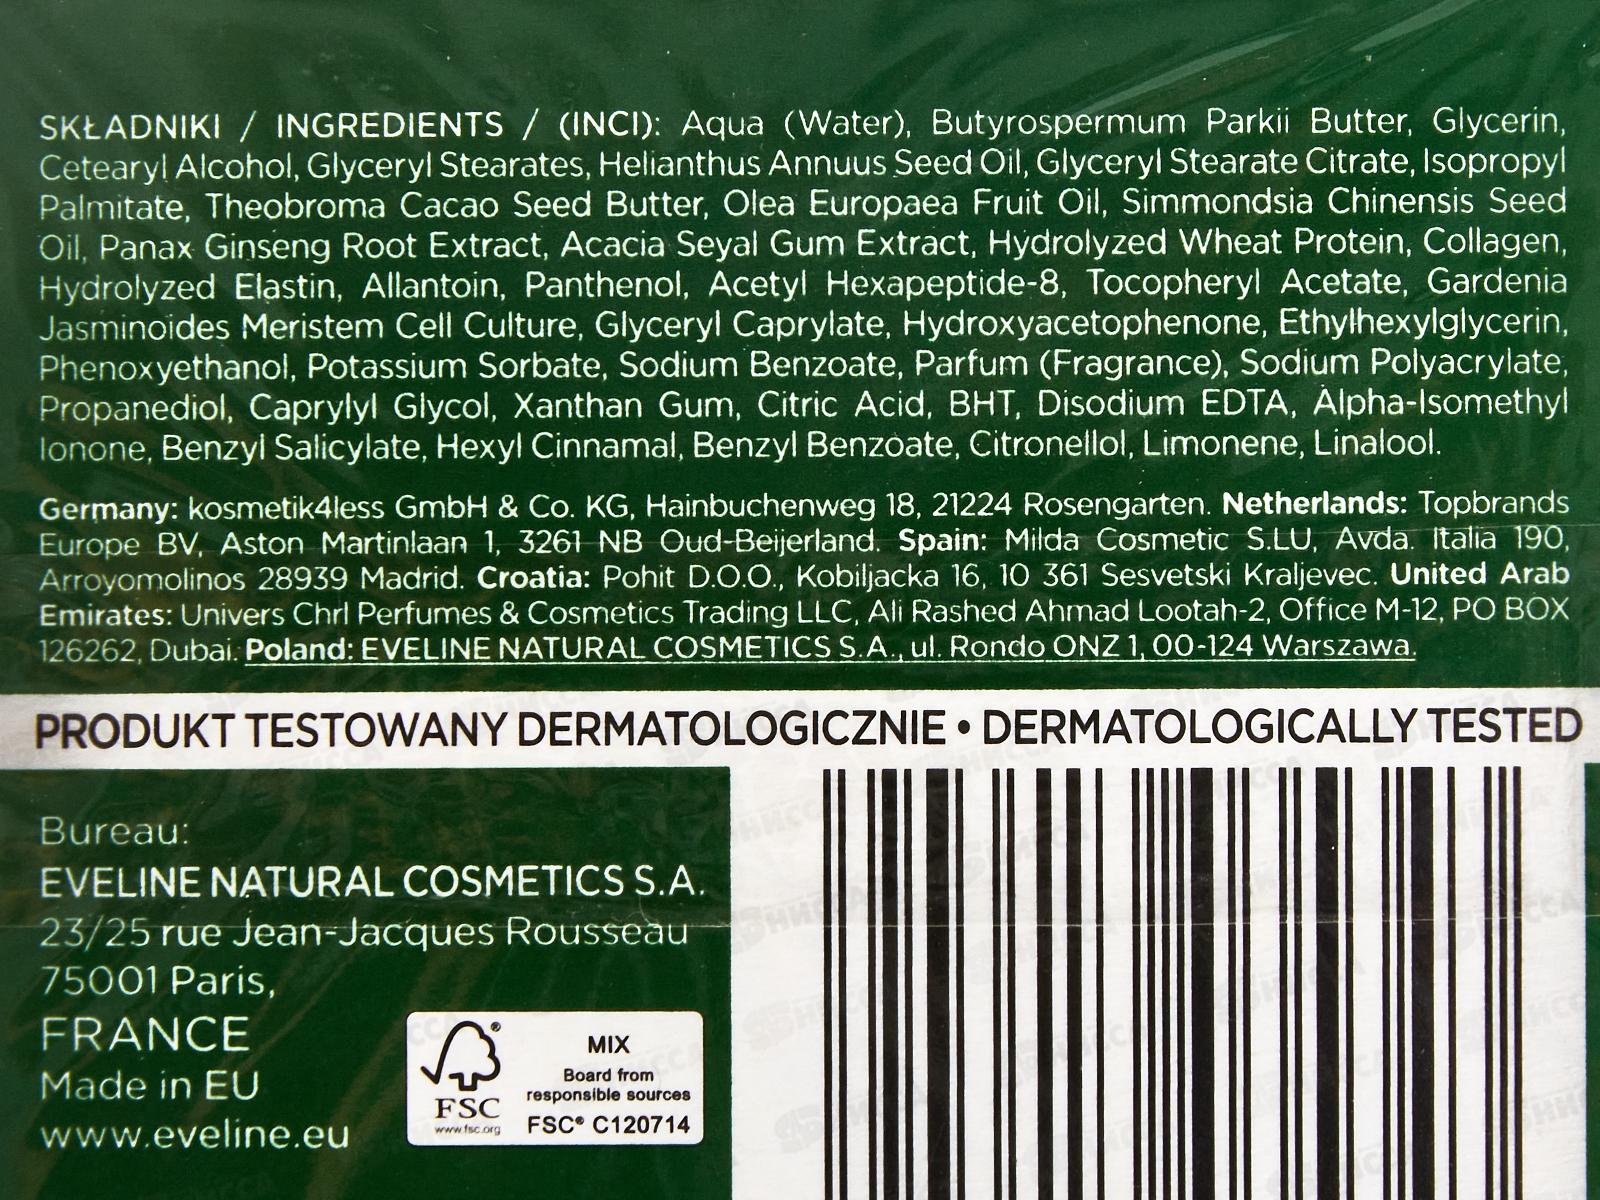 SKŁADNIKI / INGREDIENTS / (INCI): Aqua (Water), Butyrospermum Parkii Butter, Glycerin,
Cetearyl Alcohol, Glyceryl Stearates, Helianthus Annuus Seed Oil, Glyceryl Stearate Citrate, Isopropyl
Palmitate, Theobroma Cacao Seed Butter, Olea Europaea Fruit Oil, Simmondsia Chinensis Seed
Oil, Panax Ginseng Root Extract, Acacia Seyal Gum Extract, Hydrolyzed Wheat Protein, Collagen,
Hydrolyzed Elastin, Allantoin, Panthenol, Acetyl Hexapeptide-8, Tocopheryl Acetate, Gardenia
Jasminoides Meristem Cell Culture, Glyceryl Caprylate, Hydroxyacetophenone, Ethylhexylglycerin,
Phenoxyethanol, Potassium Sorbate, Sodium Benzoate, Parfum (Fragrance), Sodium Polyacrylate,
Propanediol, Caprylyl Glycol, Xanthan Gum, Citric Acid, BHT, Disodium EDTA, Alpha-Isomethyl
Ionone, Benzyl Salicylate, Hexyl Cinnamal, Benzyl Benzoate, Citronellol, Limonene, Linalool.
Germany: kosmetik4less GmbH & Co. KG, Hainbuchenweg 18, 21224 Rosengarten. Netherlands: Topbrands
Europe BV, Aston Martinlaan 1, 3261 NB Oud-Beijerland. Spain: Milda Cosmetic S.LU, Avda. Italia 190,
Arroyomolinos 28939 Madrid. Croatia: Pohit D.O.O., Kobiljacka 16, 10 361 Sesvetski Kraljevec. United Arab
Emirates: Univers Chrl Perfumes & Cosmetics Trading LLC, Ali Rashed Ahmad Lootah-2, Office M-12, PO BOX
126262, Dubai. Poland: EVELINE NATURAL COSMETICS S.A., ul. Rondo ONZ 1, 00-124 Warszawa.
PRODUKT TESTOWANY DERMATOLOGICZNIE • DERMATOLOGICALLY TESTED
Bureau:
EVELINE NATURAL COSMETICS S.A.
23/25 rue Jean-Jacques Rousseau
75001 Paris,
FRANCE
Made in EU
www.eveline.eu
FSC
www.fsc.org
MIX
Board from
responsible sources
FSC® C120714